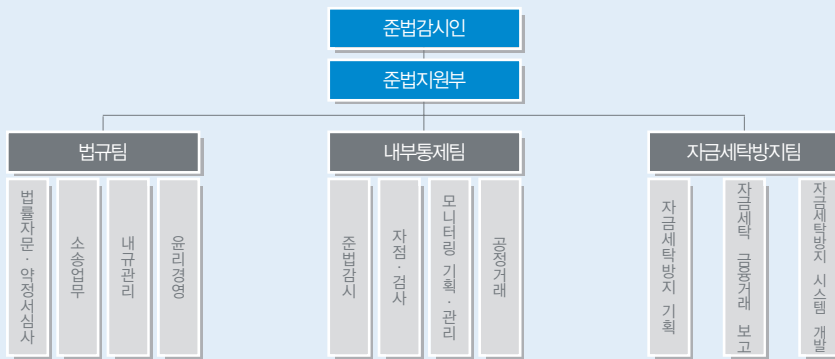 준법감시인
준법지원부
법규팀
내부통제팀
자금세탁방지팀
법률자문·약정서심사
소송업무
내규관리
윤리경영
준법감시
자점·검사
모니터링 기획·관리
공정거래
자금세탁방지 기획
자금세탁 금융거래 보고
자금세탁방지 시스템 개발